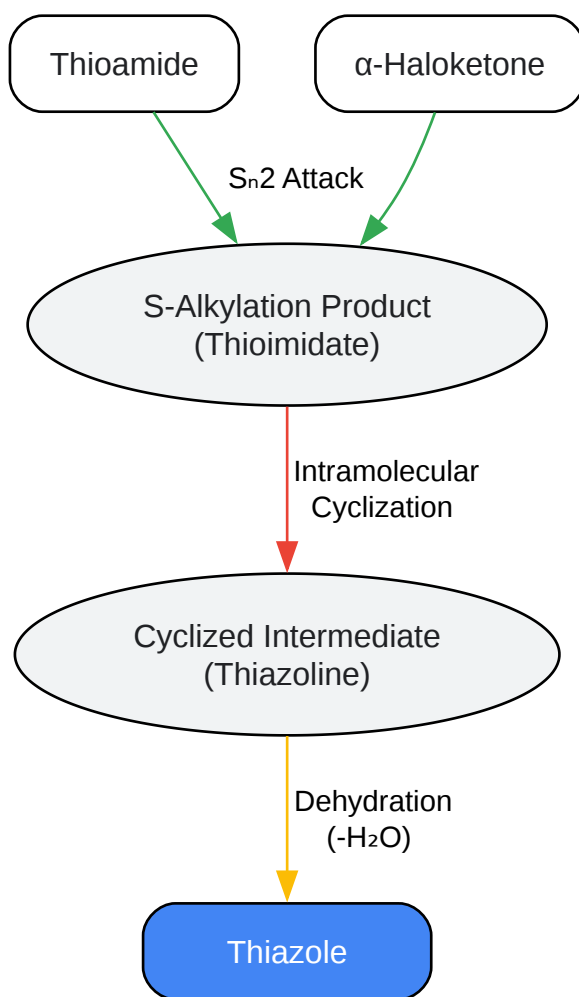 Thioamide
α-Haloketone
Sₙ2 Attack
S-Alkylation Product
(Thioimidate)
Intramolecular
Cyclization
Cyclized Intermediate
(Thiazoline)
Dehydration
(-H₂O)
Thiazole